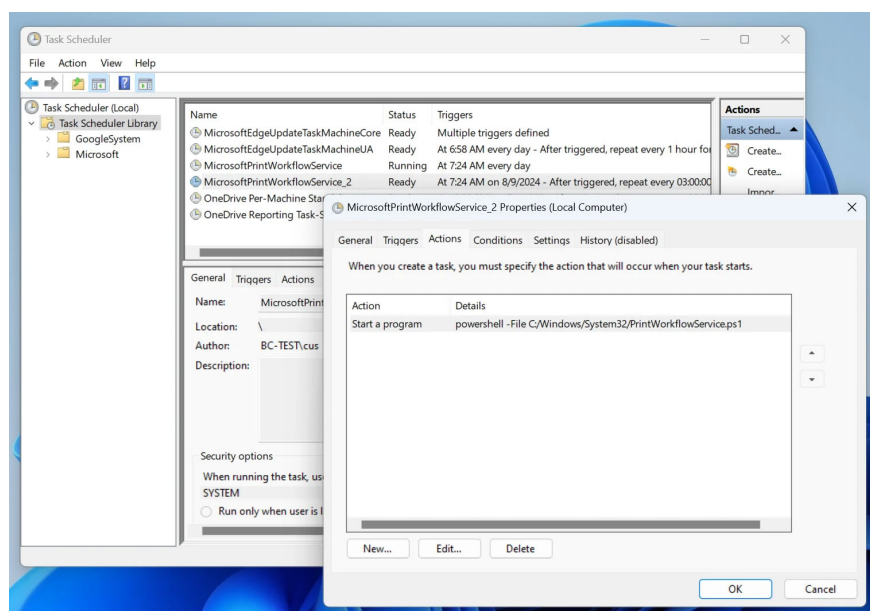 Task Scheduler
File Action View Help
Task Scheduler (Local)
Task Scheduler Library
GoogleSystem
Microsoft
Name Status Triggers
MicrosoftEdgeUpdateTaskMachineCore Ready Multiple triggers defined
MicrosoftEdgeUpdateTaskMachineUA Ready At 6:58 AM every day - After triggered, repeat every 1 hour for
MicrosoftPrintWorkflowService Running At 7:24 AM every day
MicrosoftPrintWorkflowService_2 Ready At 7:24 AM on 8/9/2024 - After triggered, repeat every 03:00:00
OneDrive Per-Machine Star
OneDrive Reporting Task-S
Actions
Task Sched...
Create...
Create...
Impor
General Triggers Actions
Name: MicrosoftPrint
Location: \
Author: BC-TEST\cus
Description:
Security options
When running the task, us
SYSTEM
Run only when user is l
MicrosoftPrintWorkflowService_2 Properties (Local Computer)
General Triggers Actions Conditions Settings History (disabled)
When you create a task, you must specify the action that will occur when your task starts.
Action Details
Start a program powershell -File C:/Windows/System32/PrintWorkflowService.ps1
New... Edit... Delete
OK Cancel